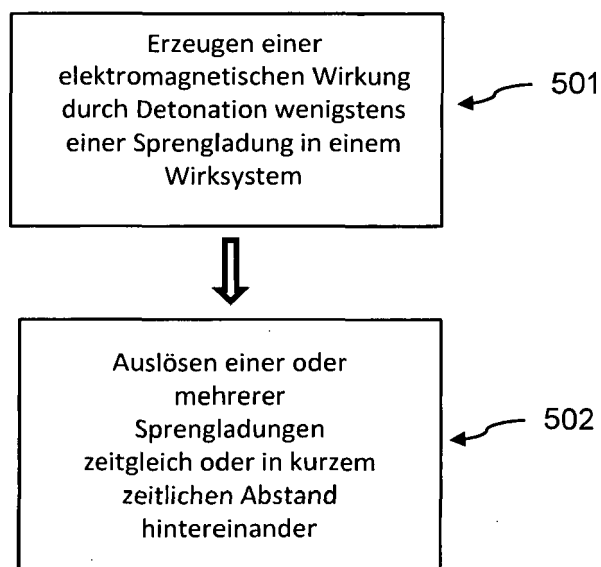 Erzeugen einer
elektromagnetischen Wirkung
durch Detonation wenigstens
einer Sprengladung in einem
Wirksystem
501
Auslösen einer oder
mehrerer
Sprengladungen
zeitgleich oder in kurzem
zeitlichen Abstand
hintereinander
502